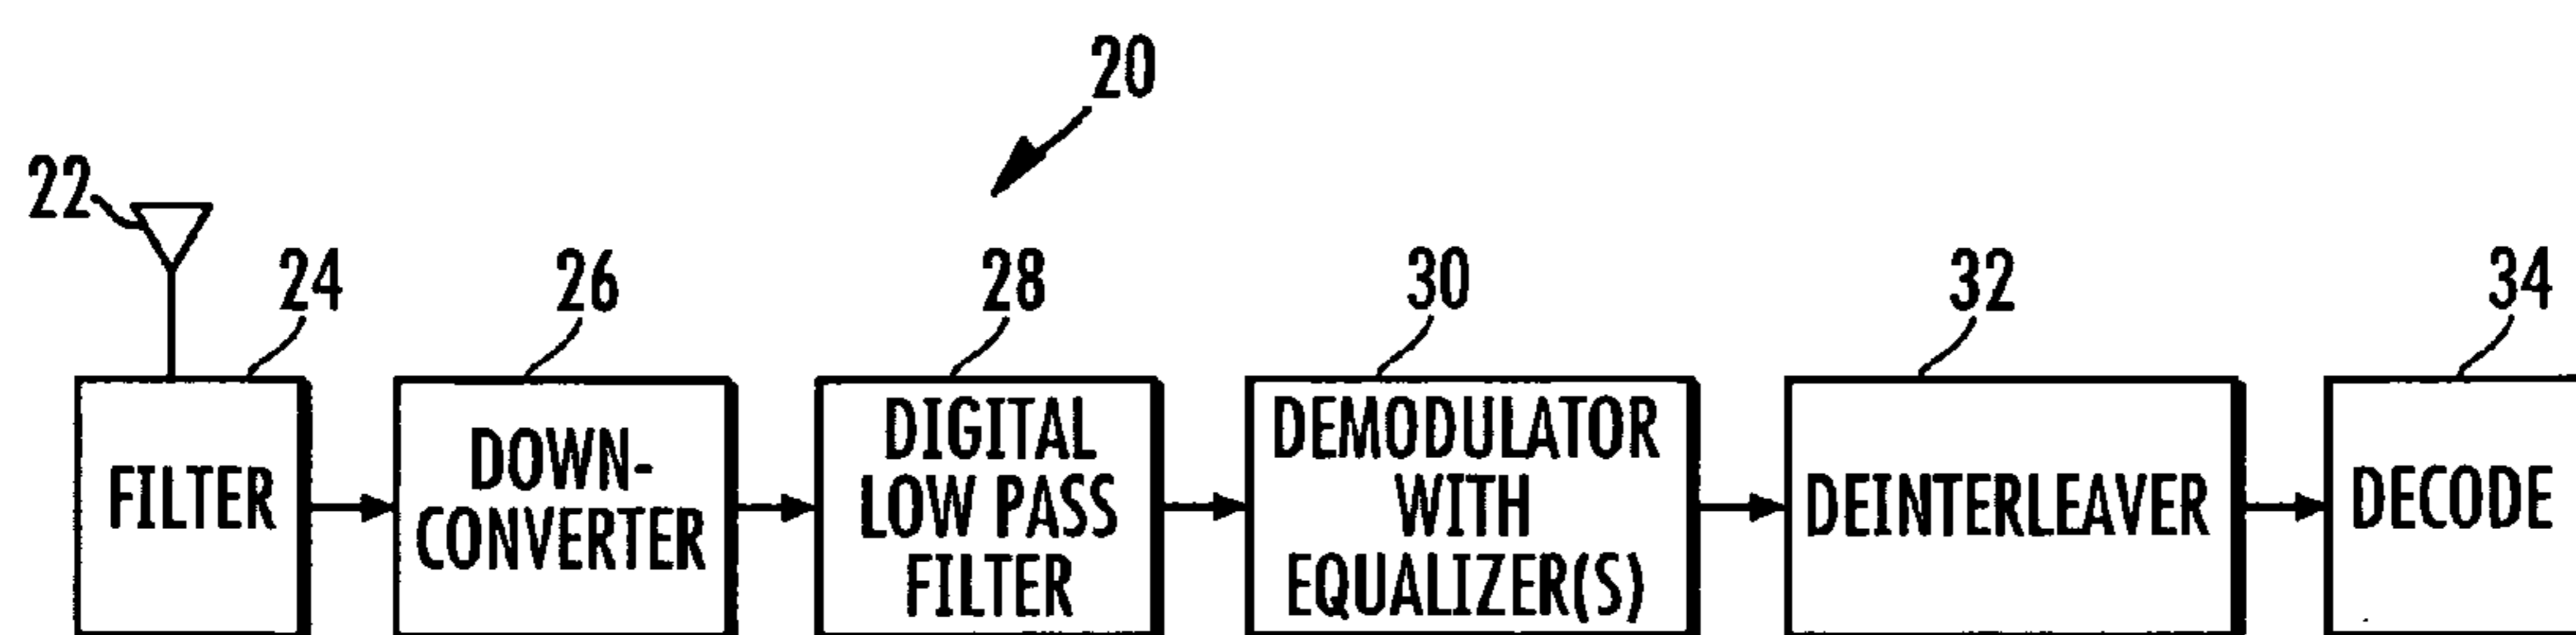 20
22
24
26
28
30
32
34
FILTER
DOWN-
CONVERTER
DIGITAL
LOW PASS
FILTER
DEMODULATOR
WITH
EQUALIZER(S)
DEINTERLEAVER
DECODE